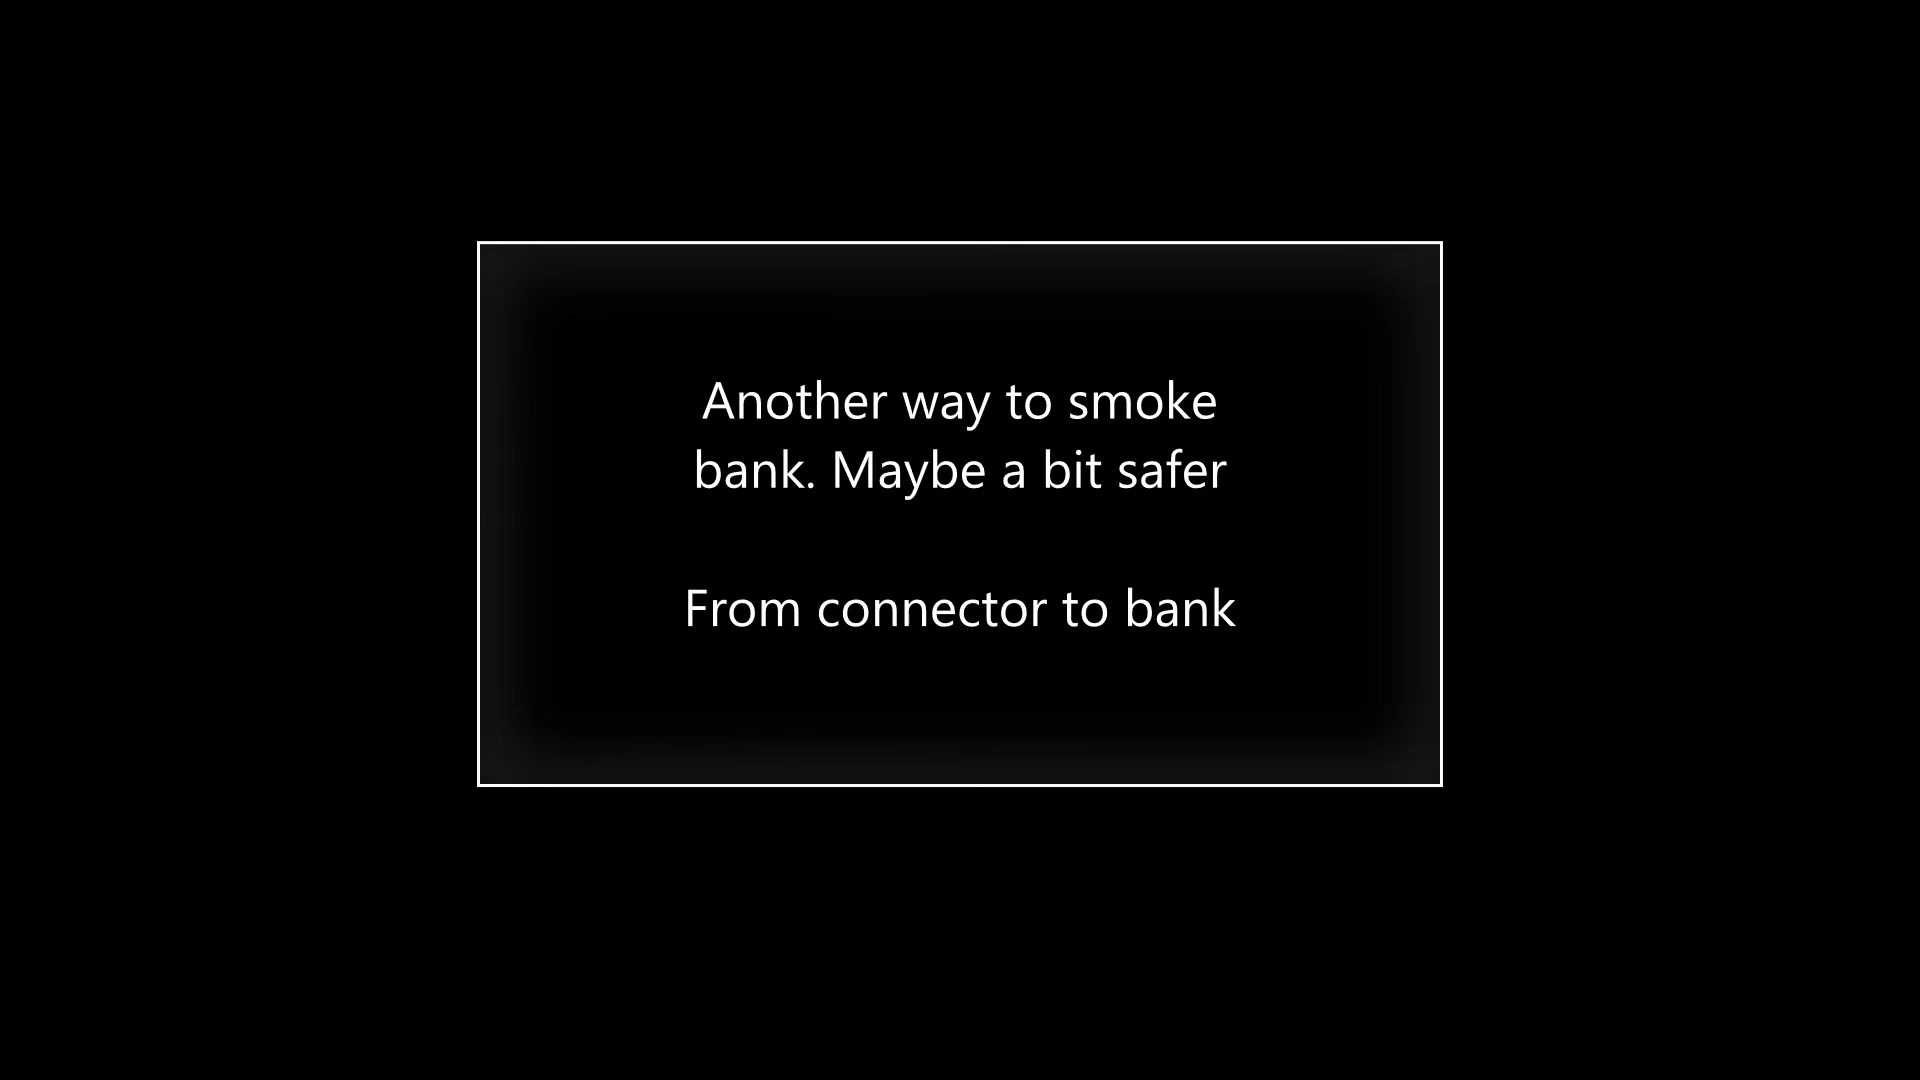 Another way to smoke
bank. Maybe a bit safer
From connector to bank